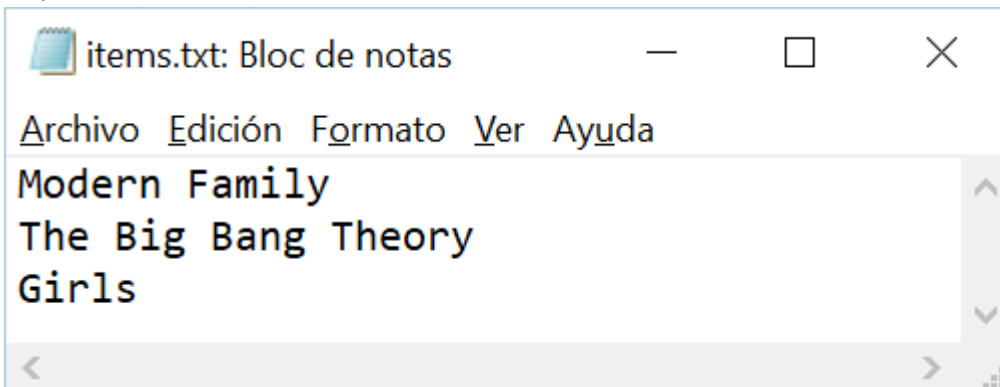 items.txt: Bloc de notas
Archivo Edición Formato Ver Ayuda
Modern Family
The Big Bang Theory
Girls